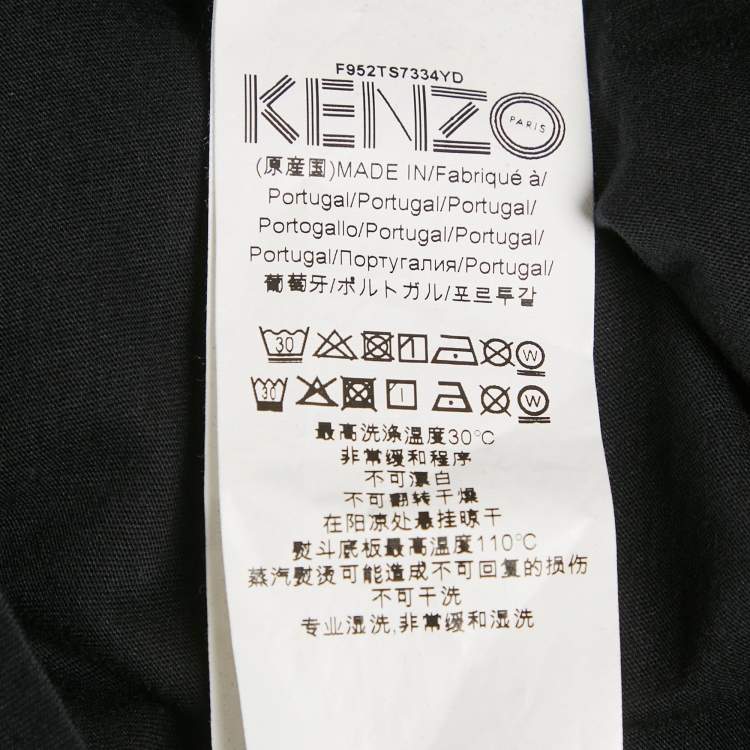 F952TS7334YD
KENZO PARIS
(原産国)MADE IN/Fabriqué à/
Portugal/Portugal/Portugal/
Portogallo/Portugal/Portugal/
Portugal/Португалия/Portugal/
葡萄牙/ポルトガル/포르투갈
30 W
30 W
最高洗涤温度30°C
非常缓和程序
不可漂白
不可翻转干燥
在阳凉处悬挂晾干
熨斗底板最高温度110°C
蒸汽熨烫可能造成不可回复的损伤
不可干洗
专业湿洗,非常缓和湿洗